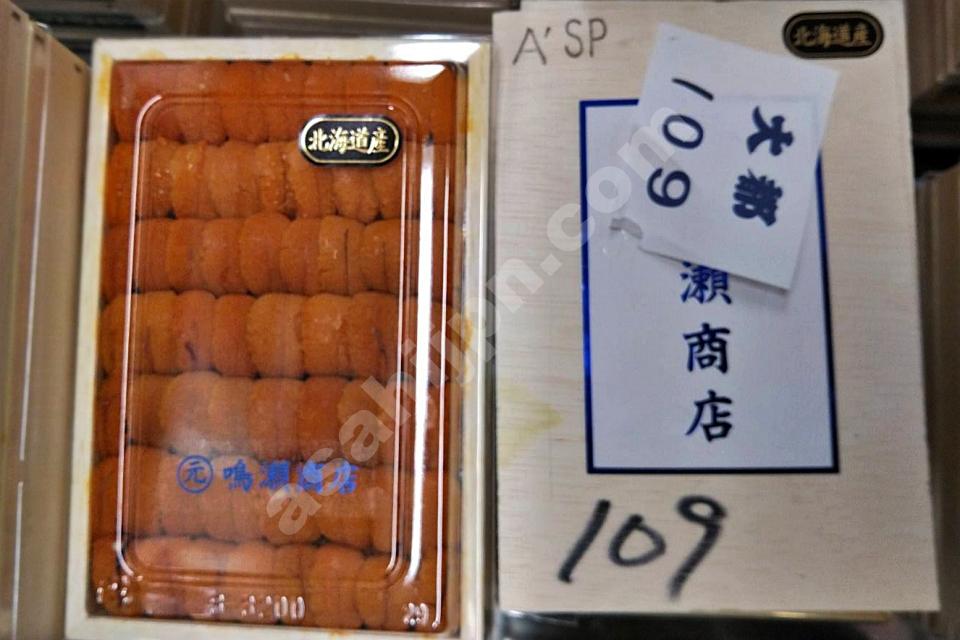 北海道産
元 鳴瀬商店
asahijpn.com
A'SP
北海道産
大都
109
瀬商店
109